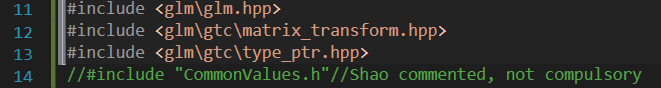 11 #include <glm\glm.hpp>
12 #include <glm\gtc\matrix_transform.hpp>
13 #include <glm\gtc\type_ptr.hpp>
14 //#include "CommonValues.h"//Shao commented, not compulsory